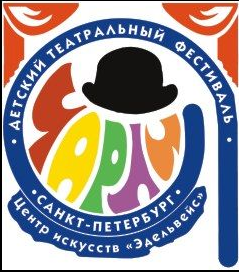 • ДЕТСКИЙ ТЕАТРАЛЬНЫЙ ФЕСТИВАЛЬ •
ЧАРЛИ
• САНКТ-ПЕТЕРБУРГ •
Центр искусств «Эдельвейс»